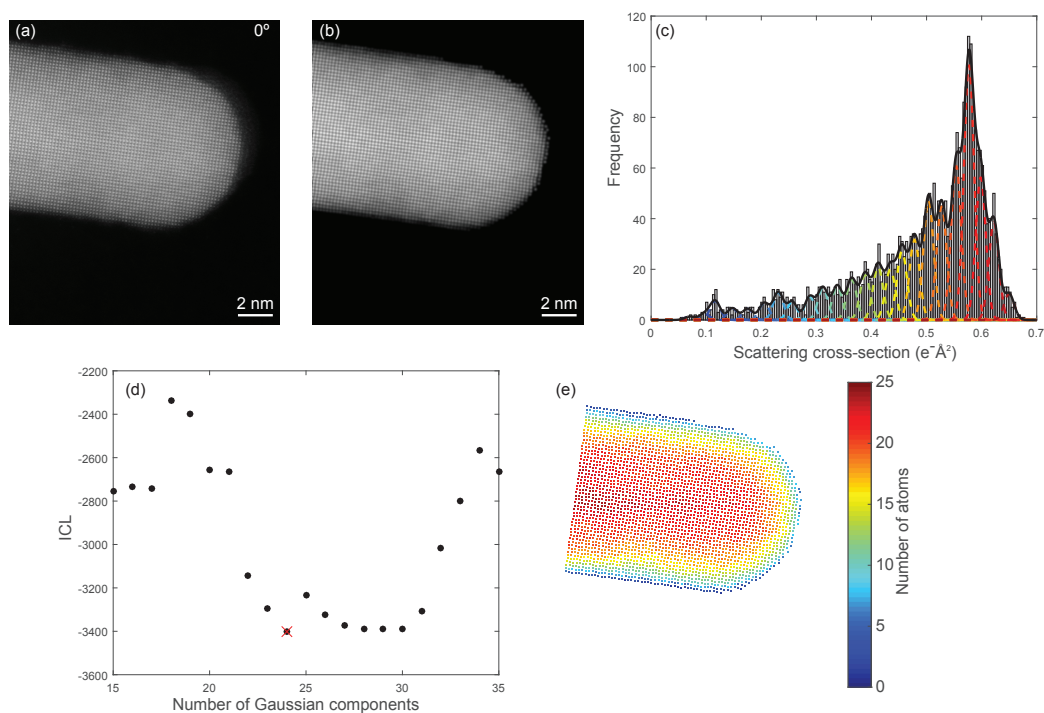 (a)
0º
2 nm
(b)
2 nm
(c)
120
100
80
60
40
20
0
Frequency
0 0.1 0.2 0.3 0.4 0.5 0.6 0.7
Scattering cross-section (e⁻Å²)
(d)
-2200
-2400
-2600
-2800
-3000
-3200
-3400
-3600
ICL
15 20 25 30 35
Number of Gaussian components
(e)
25
20
15
10
5
0
Number of atoms